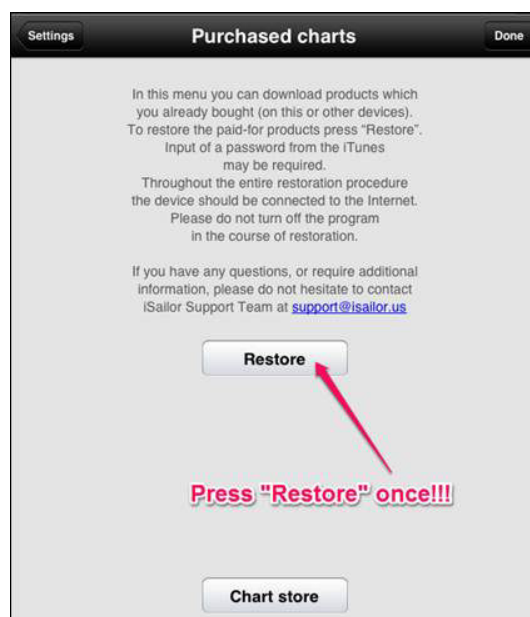 Settings
Purchased charts
Done
In this menu you can download products which
you already bought (on this or other devices).
To restore the paid-for products press "Restore".
Input of a password from the iTunes
may be required.
Throughout the entire restoration procedure
the device should be connected to the Internet.
Please do not turn off the program
in the course of restoration.
If you have any questions, or require additional
information, please do not hesitate to contact
iSailor Support Team at support@isailor.us
Restore
Press "Restore" once!!!
Chart store